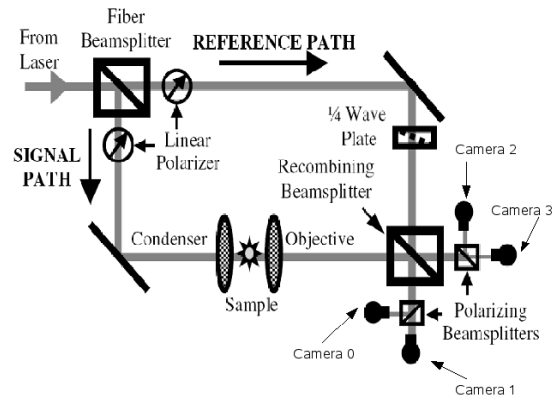 Fiber
Beamsplitter
From
Laser
REFERENCE PATH
Linear
Polarizer
SIGNAL
PATH
¼ Wave
Plate
Recombining
Beamsplitter
Camera 2
Camera 3
Condenser
Objective
Sample
Polarizing
Beamsplitters
Camera 0
Camera 1